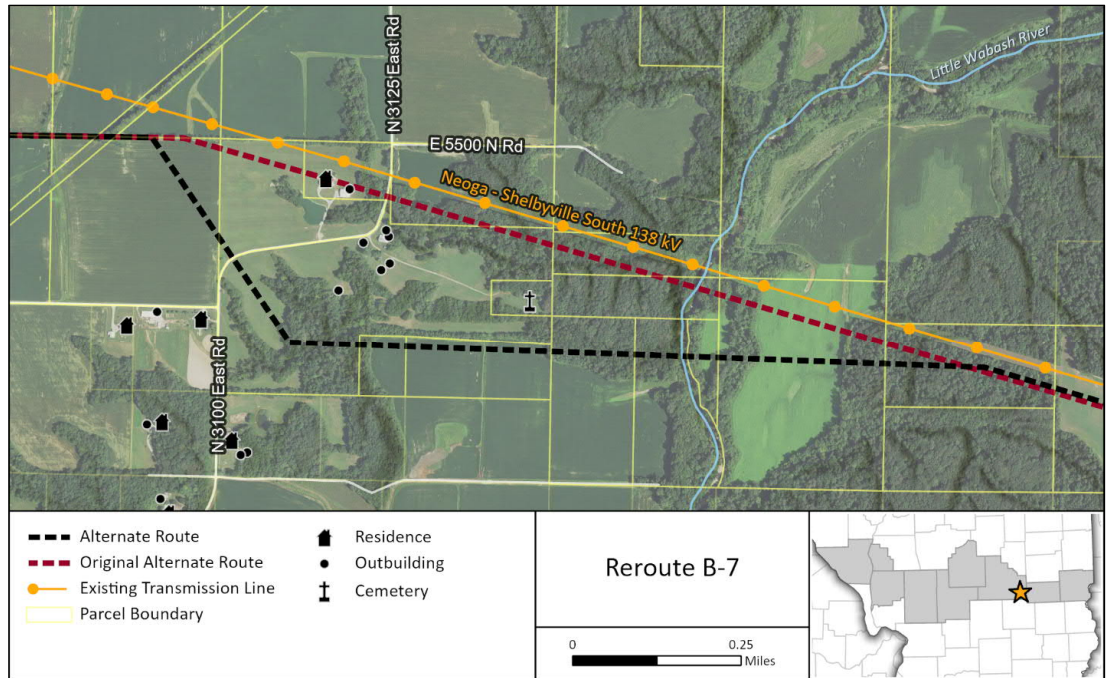 Little Wabash River
N 3125 East Rd
E 5500 N Rd
Neoga - Shelbyville South 138 kV
N 3100 East Rd
Alternate Route
Original Alternate Route
Existing Transmission Line
Parcel Boundary
Residence
Outbuilding
Cemetery
Reroute B-7
0 0.25
Miles